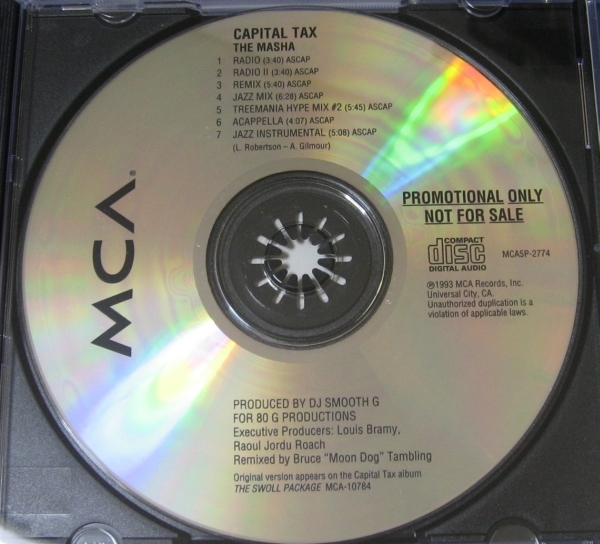 CAPITAL TAX
THE MASHA
1 RADIO (3:40) ASCAP
2 RADIO II (3:40) ASCAP
3 REMIX (5:40) ASCAP
4 JAZZ MIX (6:28) ASCAP
5 TREEMANIA HYPE MIX #2 (5:45) ASCAP
6 ACAPPELLA (4:07) ASCAP
7 JAZZ INSTRUMENTAL (5:08) ASCAP
(L. Robertson – A. Gilmour)
MCA®
PROMOTIONAL ONLY
NOT FOR SALE
COMPACT
disc
DIGITAL AUDIO
MCA5P-2774
℗1993 MCA Records, Inc.
Universal City, CA.
Unauthorized duplication is a
violation of applicable laws.
PRODUCED BY DJ SMOOTH G
FOR 80 G PRODUCTIONS
Executive Producers: Louis Bramy,
Raoul Jordu Roach
Remixed by Bruce “Moon Dog” Tambling
Original version appears on the Capital Tax album
THE SWOLL PACKAGE MCA-10784